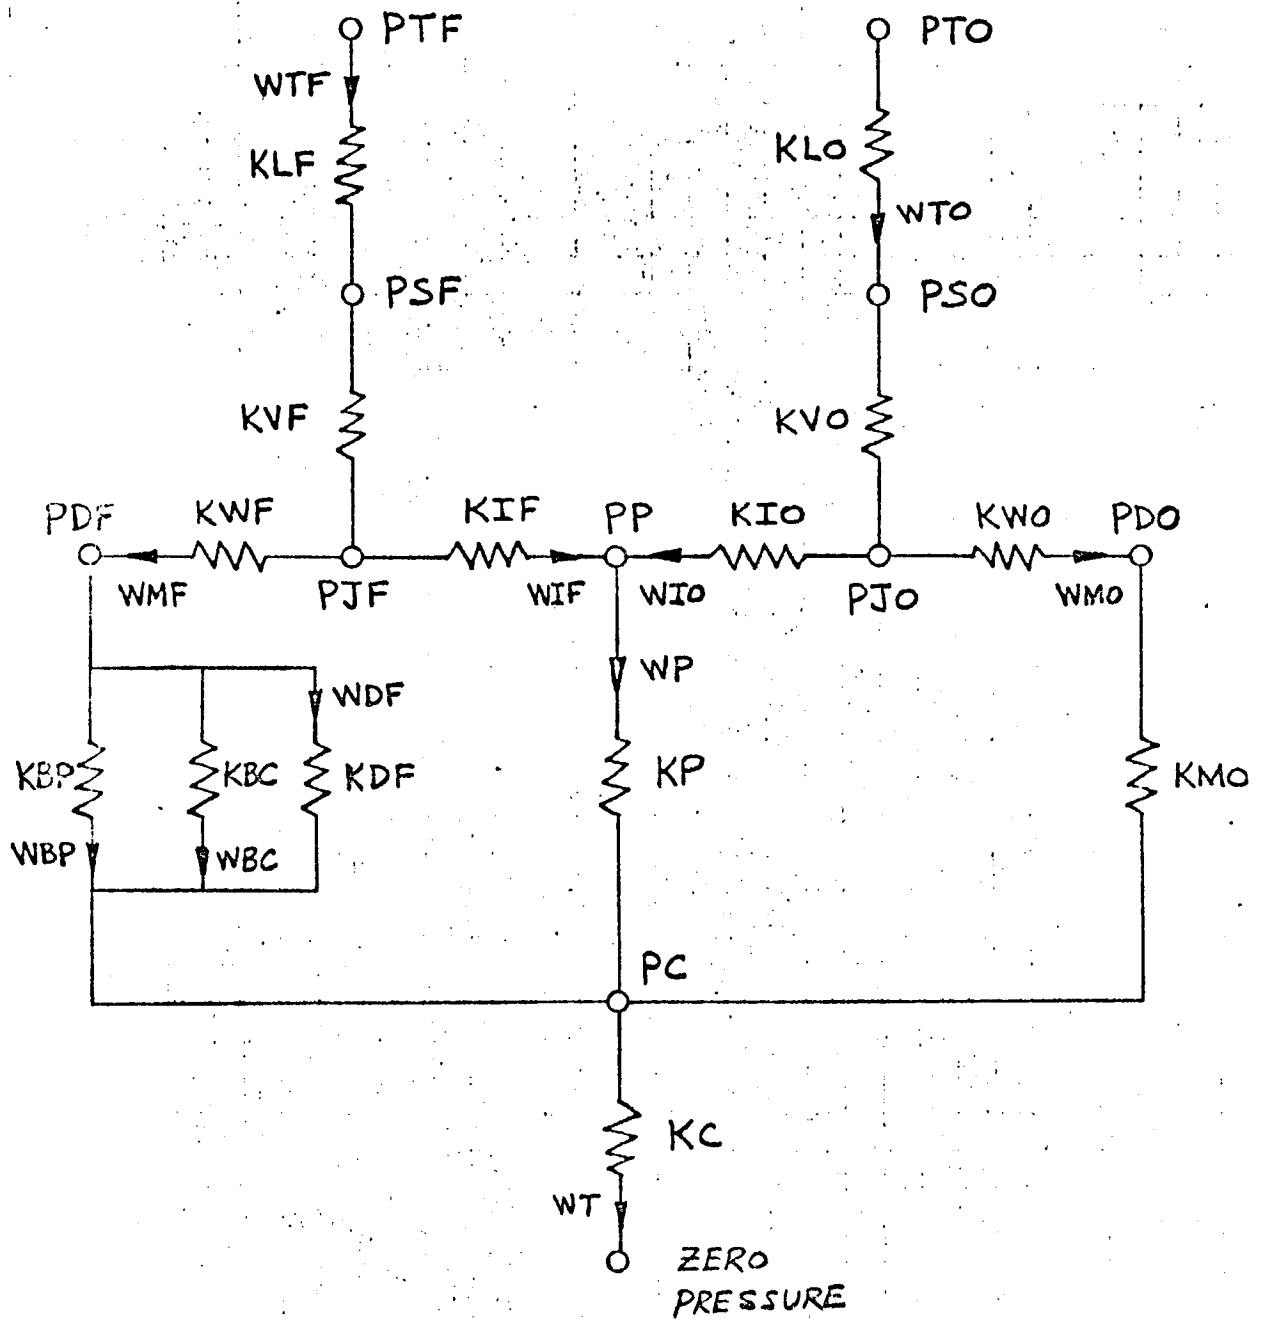 PTF
PTO
WTF
KLF
KLO
WTO
PSF
PSO
KVF
KVO
PDF
KWF
KIF
PP
KIO
KWO
PDO
WMF
PJF
WIF
WIO
PJO
WMO
WDF
WP
KBP
KBC
KDF
KP
KMO
WBP
WBC
PC
KC
WT
ZERO
PRESSURE